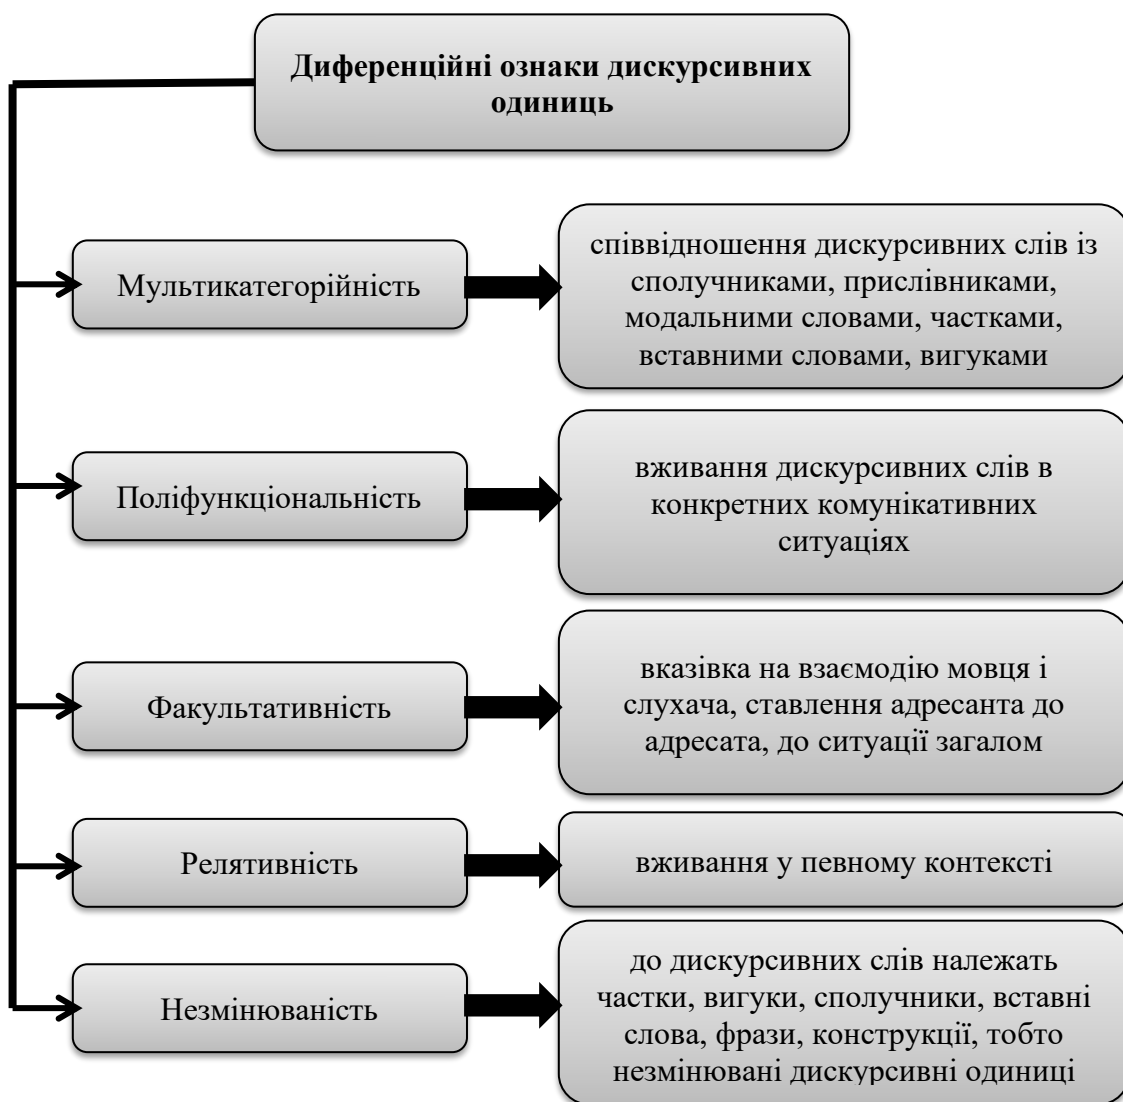 Диференційні ознаки дискурсивних
одиниць
Мультикатегорійність
співвідношення дискурсивних слів із
сполучниками, прислівниками,
модальними словами, частками,
вставними словами, вигуками
Поліфункціональність
вживання дискурсивних слів в
конкретних комунікативних
ситуаціях
Факультативність
вказівка на взаємодію мовця і
слухача, ставлення адресанта до
адресата, до ситуації загалом
Релятивність
вживання у певному контексті
Незмінюваність
до дискурсивних слів належать
частки, вигуки, сполучники, вставні
слова, фрази, конструкції, тобто
незмінювані дискурсивні одиниці